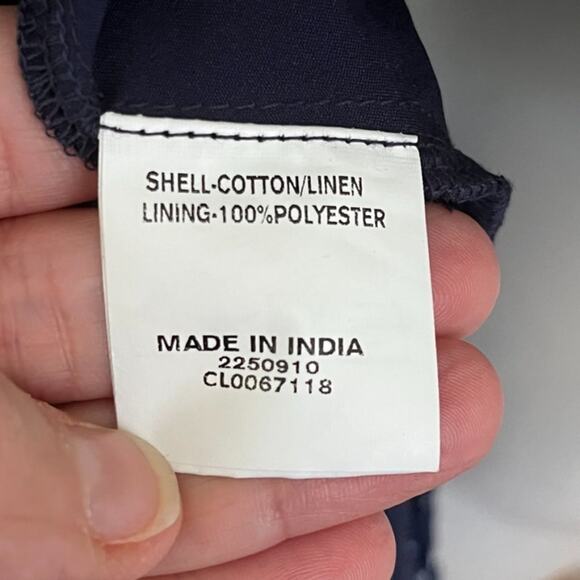 SHELL-COTTON/LINEN
LINING-100%POLYESTER
MADE IN INDIA
2250910
CL0067118